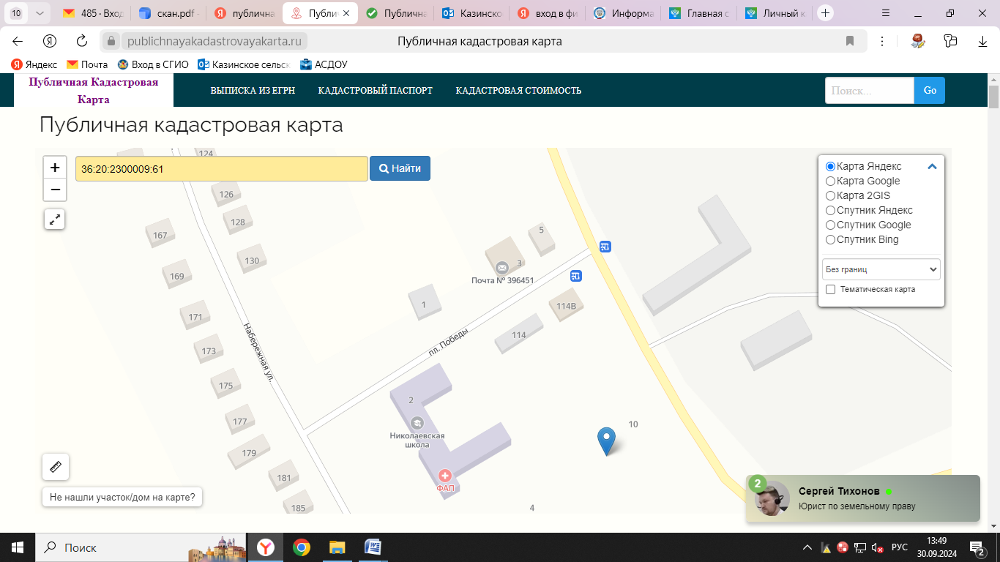 10
485 · Вход
скан.pdf -
публична
Публи
Публична
Казинско
вход в фи
Информа
Главная с
Личный к
publichnayakadastrovayakarta.ru
Публичная кадастровая карта
Яндекс
Почта
Вход в СГИО
Казинское сельск
АСДОУ
Публичная Кадастровая
Карта
ВЫПИСКА ИЗ ЕГРН
КАДАСТРОВЫЙ ПАСПОРТ
КАДАСТРОВАЯ СТОИМОСТЬ
Поиск...
Go
Публичная кадастровая карта
+
−
36:20:2300009:61
Найти
Карта Яндекс
Карта Google
Карта 2GIS
Спутник Яндекс
Спутник Google
Спутник Bing
Без границ
Тематическая карта
124
126
128
130
167
169
171
173
175
177
179
181
185
Набережная ул.
5
3
Почта № 396451
1
114В
114
пл. Победы
2
Николаевская
школа
ФАП
10
4
Не нашли участок/дом на карте?
2
Сергей Тихонов
Юрист по земельному праву
Поиск
РУС
13:49
30.09.2024
2